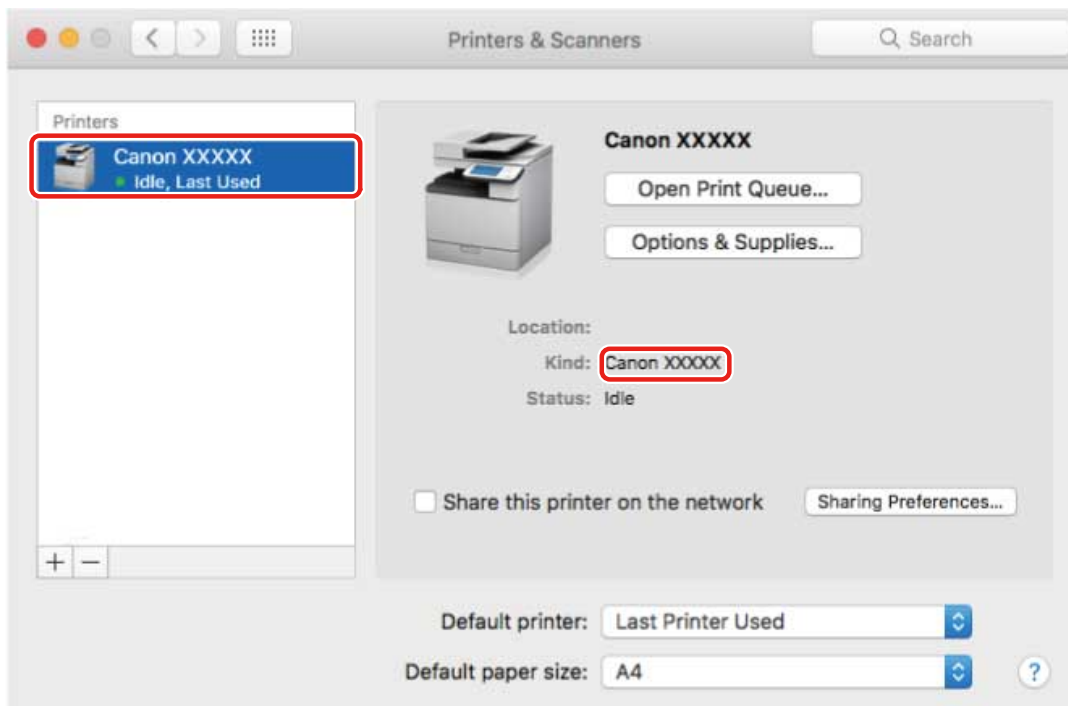 Printers & Scanners
Search
Printers
Canon XXXXX
Idle, Last Used
Canon XXXXX
Open Print Queue...
Options & Supplies...
Location:
Kind: Canon XXXXX
Status: Idle
Share this printer on the network
Sharing Preferences...
+ −
Default printer: Last Printer Used
Default paper size: A4
?